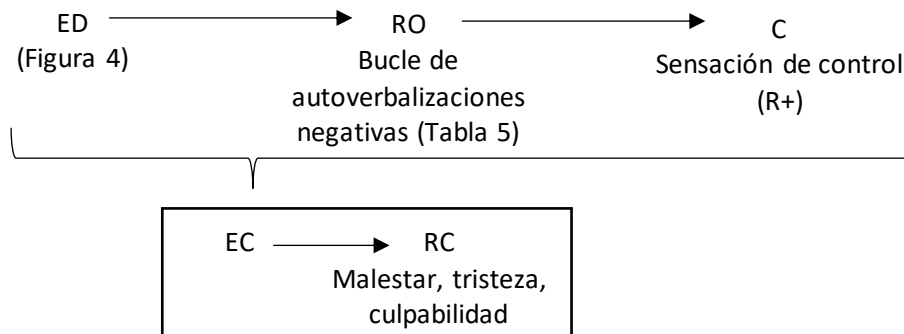 ED
(Figura 4)
RO
Bucle de
autoverbalizaciones
negativas (Tabla 5)
C
Sensación de control
(R+)
EC
RC
Malestar, tristeza,
culpabilidad